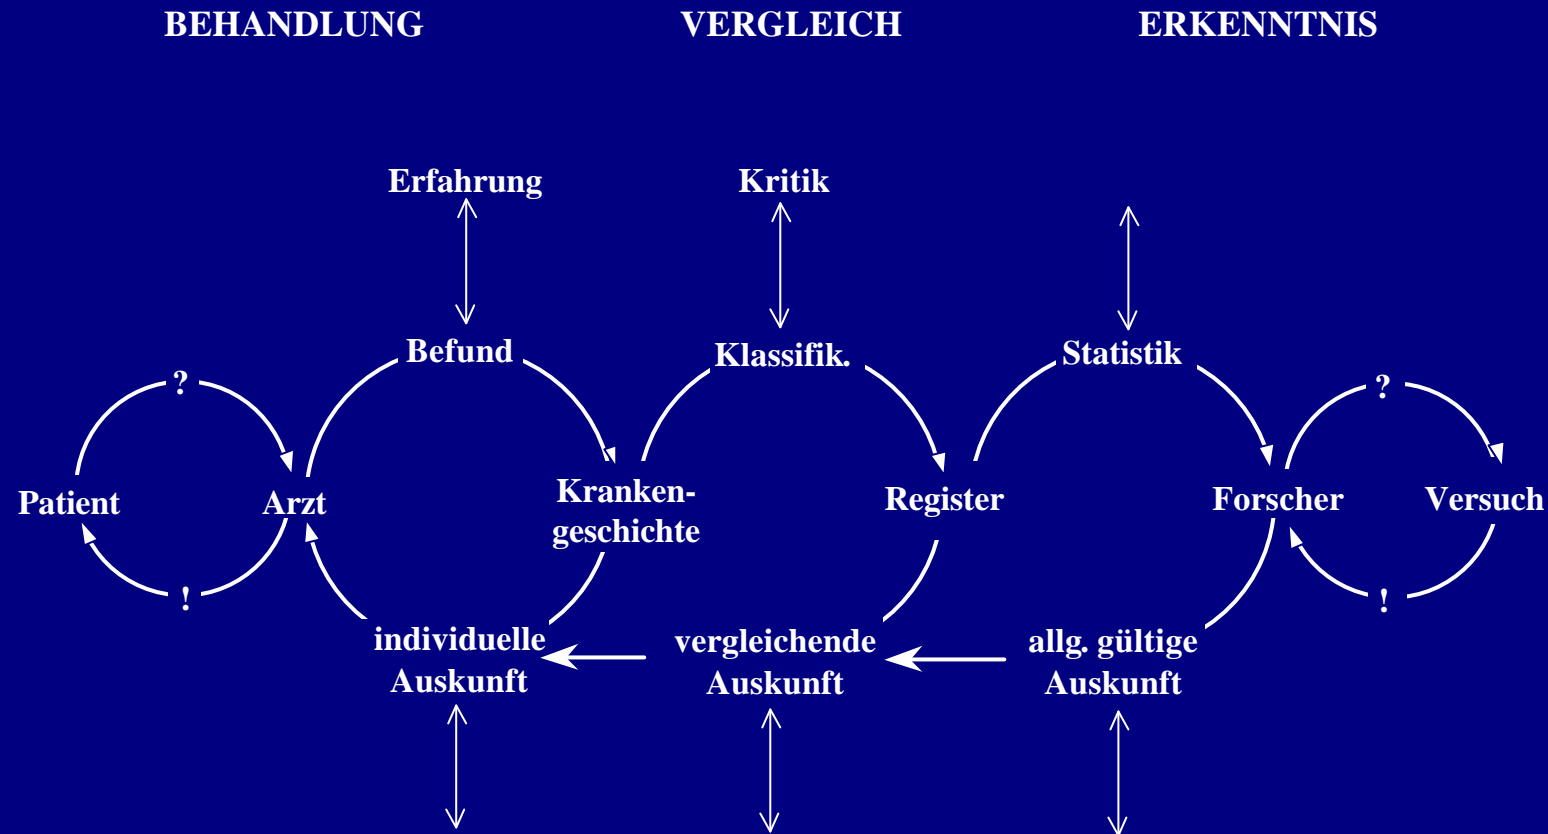 BEHANDLUNG VERGLEICH ERKENNTNIS
Erfahrung Kritik
Befund Klassifik. Statistik
? ?
Patient Arzt Kranken-
geschichte Register Forscher Versuch
! !
individuelle
Auskunft
vergleichende
Auskunft
allg. gültige
Auskunft